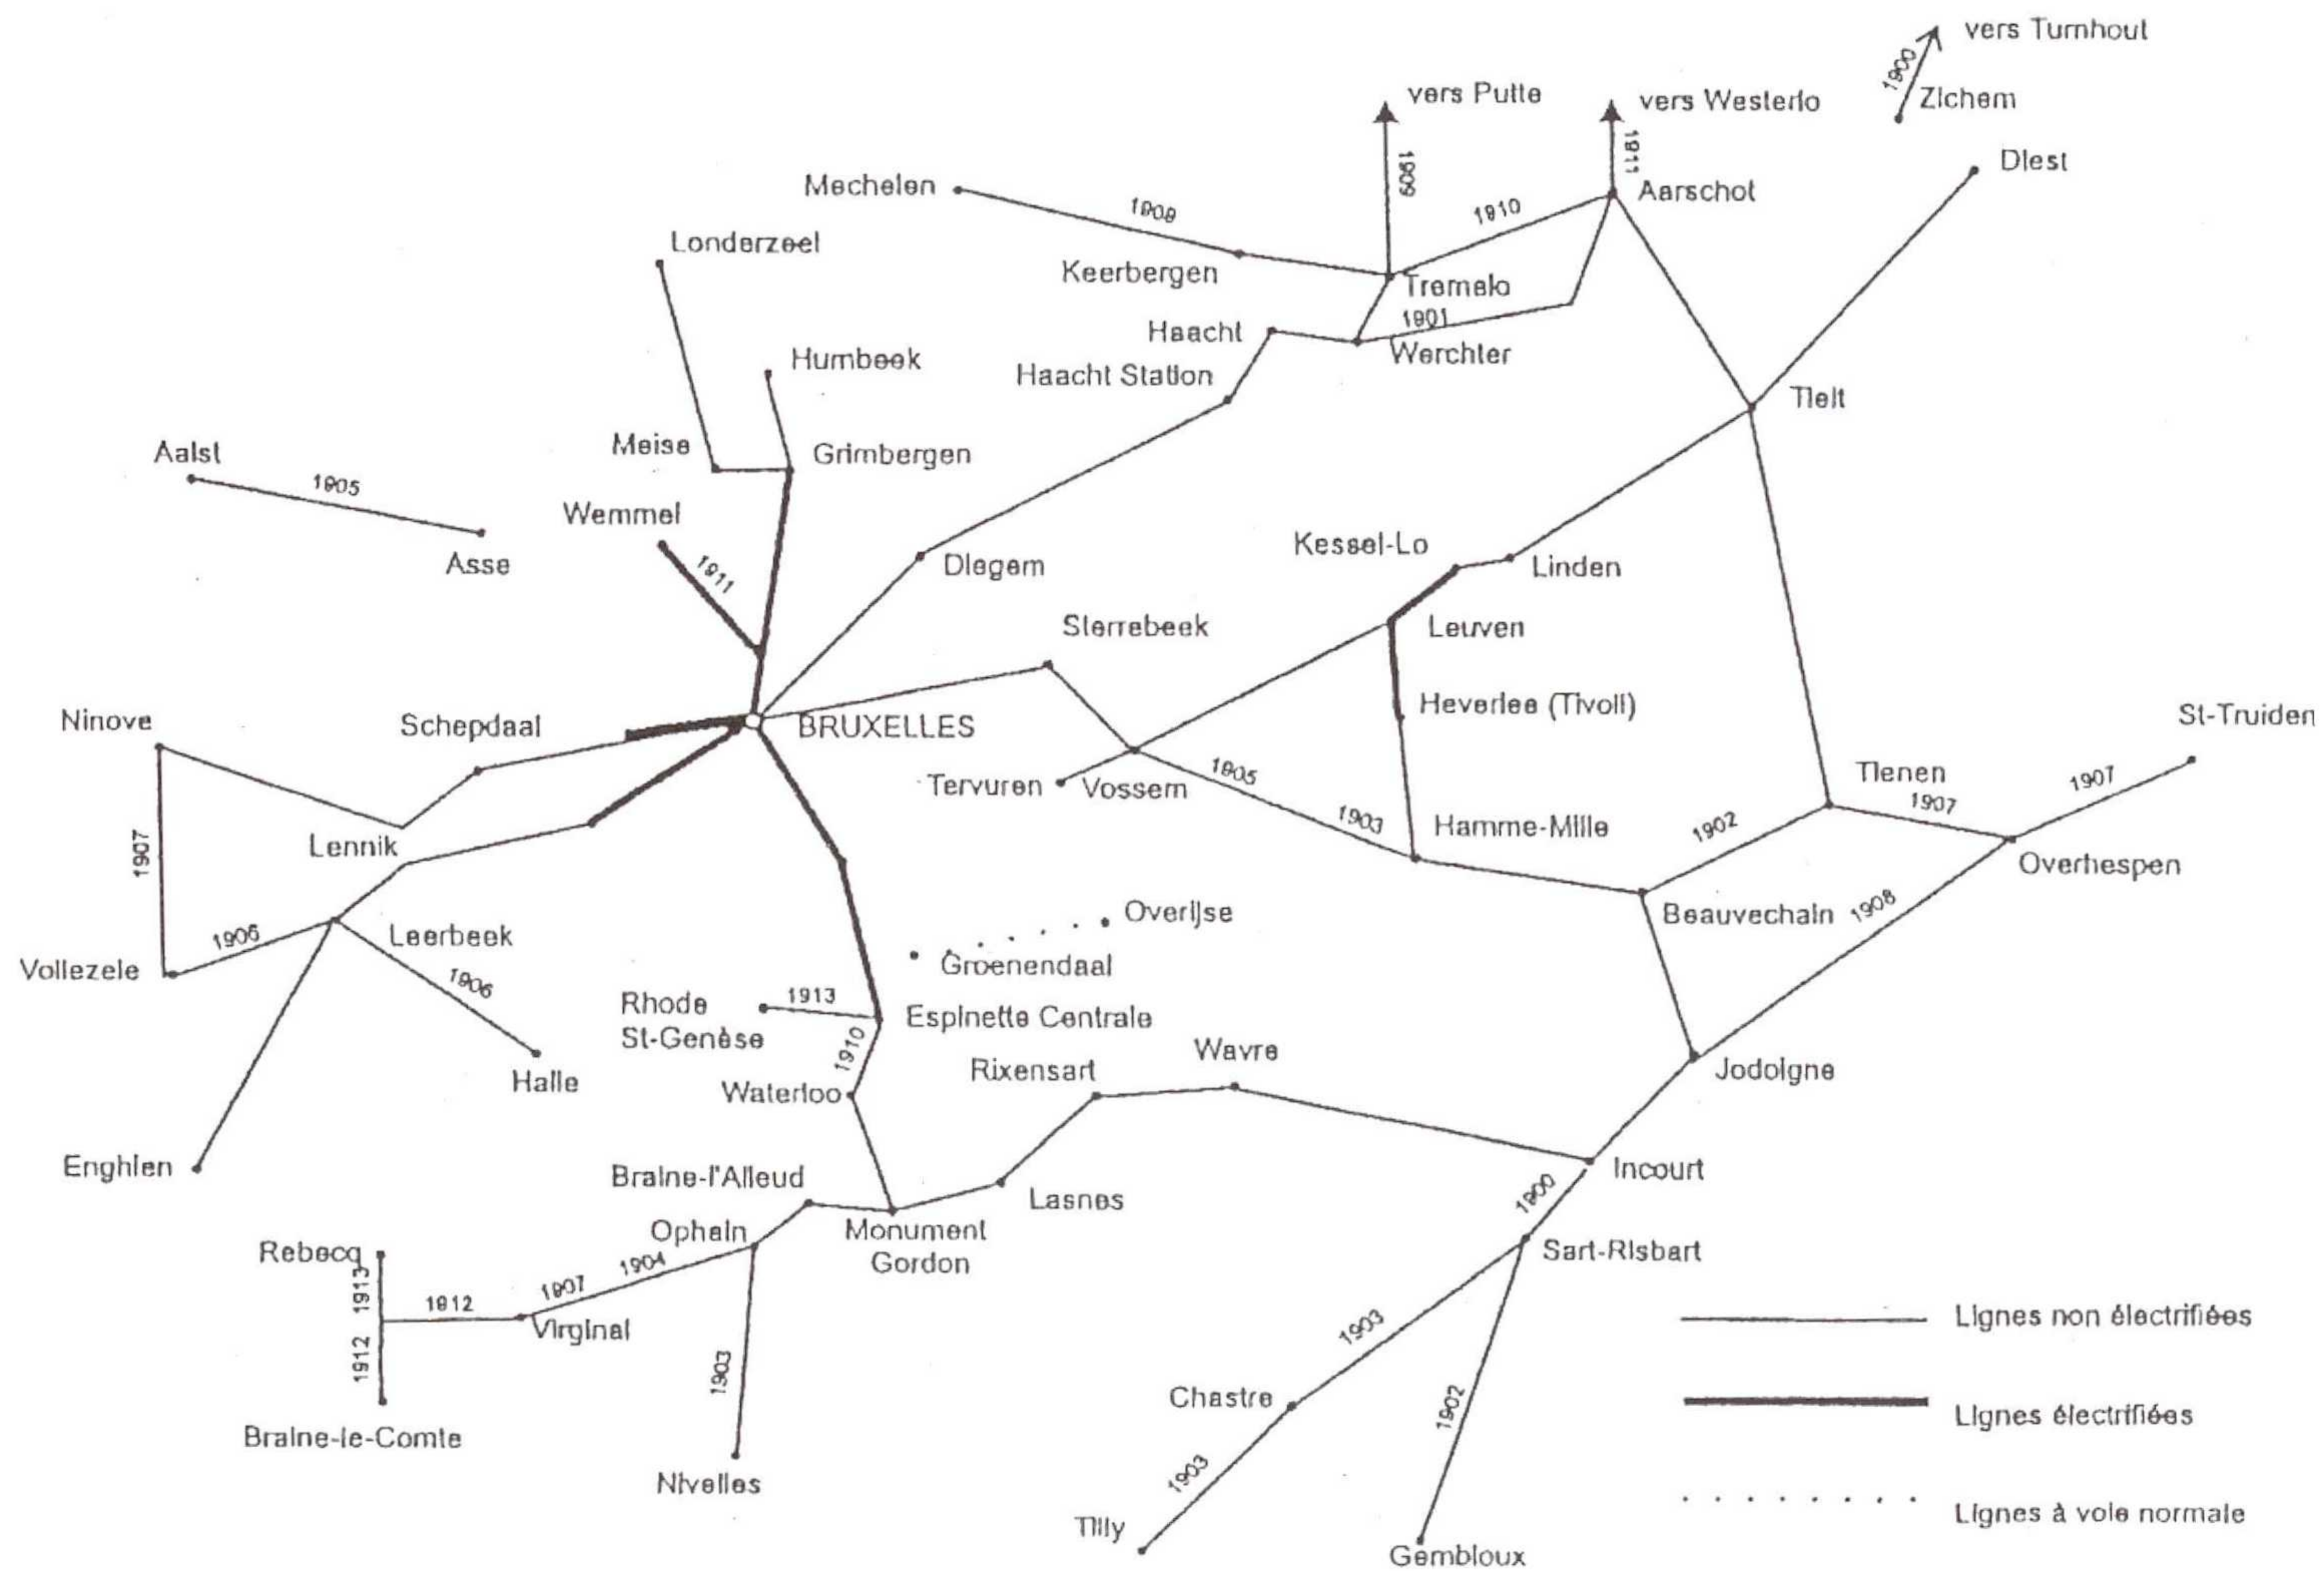 vers Turnhout
1900
Zichem
vers Putte
vers Westerlo
1909
1911
Diest
Mechelen
1909
1910
Aarschot
Londerzeel
Keerbergen
Tremelo
1901
Haacht
Werchter
Humbeek
Haacht Station
Tielt
Meise
Grimbergen
Aalst
1905
Wemmel
1911
Asse
Diegem
Kessel-Lo
Linden
Sterrebeek
Leuven
Heverlee (Tivoli)
St-Truiden
Ninove
Schepdaal
BRUXELLES
Tervuren
Vossem
1905
Tienen
1907
1907
1903
Hamme-Mille
1902
1907
Lennik
Overhespen
Beauvechain
1908
Overijse
1906
Leerbeek
Groenendaal
Vollezele
1906
Rhode
St-Genèse
1913
Espinette Centrale
1910
Halle
Waterloo
Rixensart
Wavre
Jodoigne
Enghien
Braine-l'Alleud
Lasnes
Incourt
1900
Ophain
Monument
Gordon
Sart-Risbart
Rebecq
1913
1912
1907
1904
Virginal
1912
1903
1903
Lignes non électrifiées
Chastre
1902
Lignes électrifiées
Braine-le-Comte
Nivelles
1903
Lignes à voie normale
Tilly
Gembloux